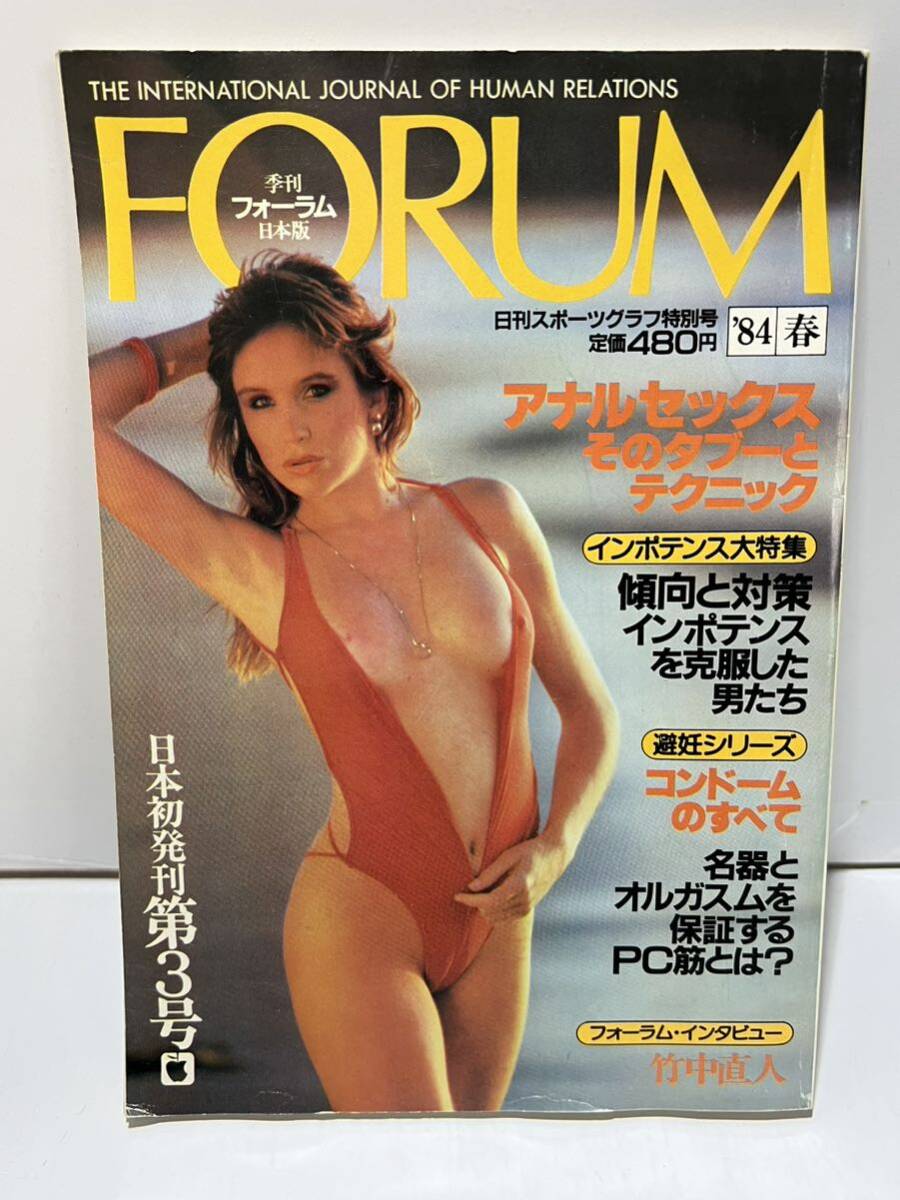 THE INTERNATIONAL JOURNAL OF HUMAN RELATIONS
FORUM
季刊
フォーラム
日本版
日刊スポーツグラフ特別号
定価480円
'84 春
アナルセックス
そのタブーと
テクニック
インポテンス大特集
傾向と対策
インポテンス
を克服した
男たち
避妊シリーズ
コンドーム
のすべて
名器と
オルガスムを
保証する
PC筋とは?
フォーラム・インタビュー
竹中直人
日本初発刊第3号